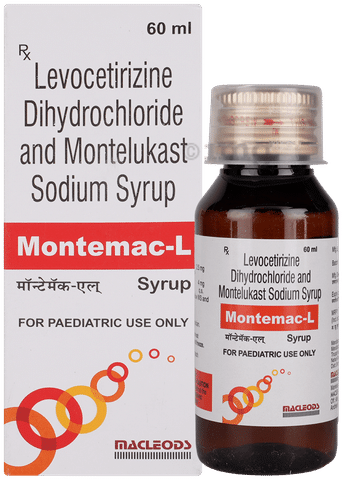 60 ml
Rx
Levocetirizine
Dihydrochloride
and Montelukast
Sodium Syrup
Montemac-L
मॉन्टेमॅक-एल् Syrup
FOR PAEDIATRIC USE ONLY
MACLEODS
Rx 60 ml
Levocetirizine
Dihydrochloride and
Montelukast Sodium Syrup
Montemac-L
मॉन्टेमॅक-एल् Syrup
FOR PAEDIATRIC USE ONLY
MACLEODS